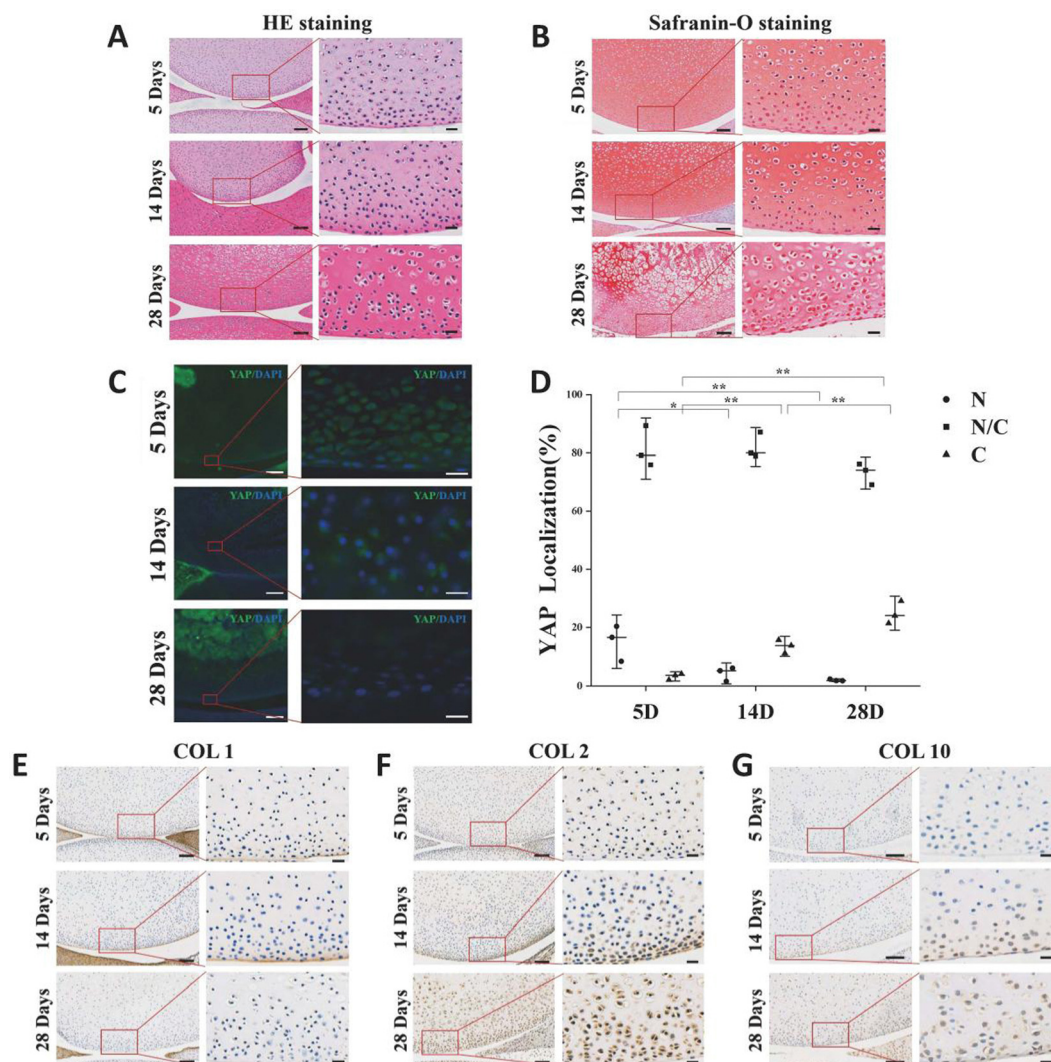 A
HE staining
5 Days
14 Days
28 Days
B
Safranin-O staining
5 Days
14 Days
28 Days
C
5 Days
YAP/DAPI
YAP/DAPI
14 Days
YAP/DAPI
YAP/DAPI
28 Days
YAP/DAPI
YAP/DAPI
D
YAP Localization(%)
100
80
60
40
20
0
**
**
*
**
**
N
N/C
C
5D
14D
28D
E
COL 1
5 Days
14 Days
28 Days
F
COL 2
5 Days
14 Days
28 Days
G
COL 10
5 Days
14 Days
28 Days